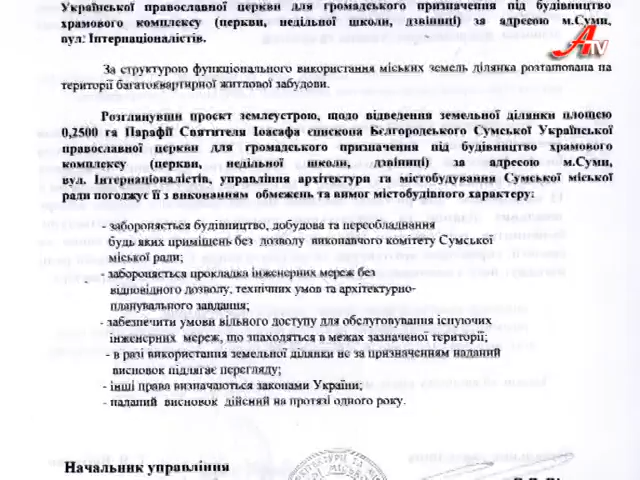 Української православної церкви для громадського призначення під будівництво
храмового комплексу (церкви, недільної школи, дзвіниці) за адресою м.Суми,
вул. Інтернаціоналістів.
ATV
За структурою функціонального використання міських земель ділянка розташована на
території багатоквартирної житлової забудови.
Розглянувши проєкт землеустрою, щодо відведення земельної ділянки площею
0,2500 га Парафії Святителя Іоасафа єпископа Бєлгородського Сумської Української
православної церкви для громадського призначення під будівництво храмового
комплексу (церкви, недільної школи, дзвіниці) за адресою м.Суми,
вул. Інтернаціоналістів, управління архітектури та містобудування Сумської міської
ради погоджує її з виконанням обмежень та вимог містобудівного характеру:
- забороняється будівництво, добудова та переобладнання
будь яких приміщень без дозволу виконавчого комітету Сумської
міської ради;
- забороняється прокладка інженерних мереж без
відповідного дозволу, технічних умов та архітектурно-
планувального завдання;
- забезпечити умови вільного доступу для обслуговування існуючих
інженерних мереж, що знаходяться в межах зазначеної території;
- в разі використання земельної ділянки не за призначенням наданий
висновок підлягає перегляду;
- інші права визначаються законами України;
- наданий висновок дійсний на протязі одного року.
Начальник управління